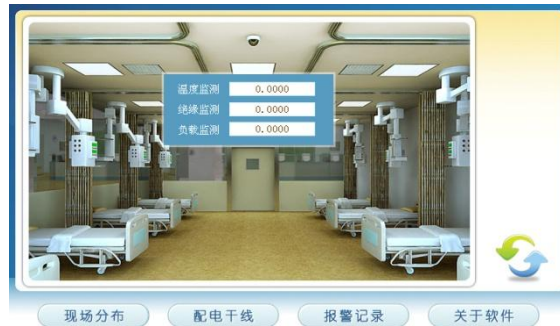 温度监测 0.0000
绝缘监测 0.0000
负载监测 0.0000
现场分布 配电干线 报警记录 关于软件